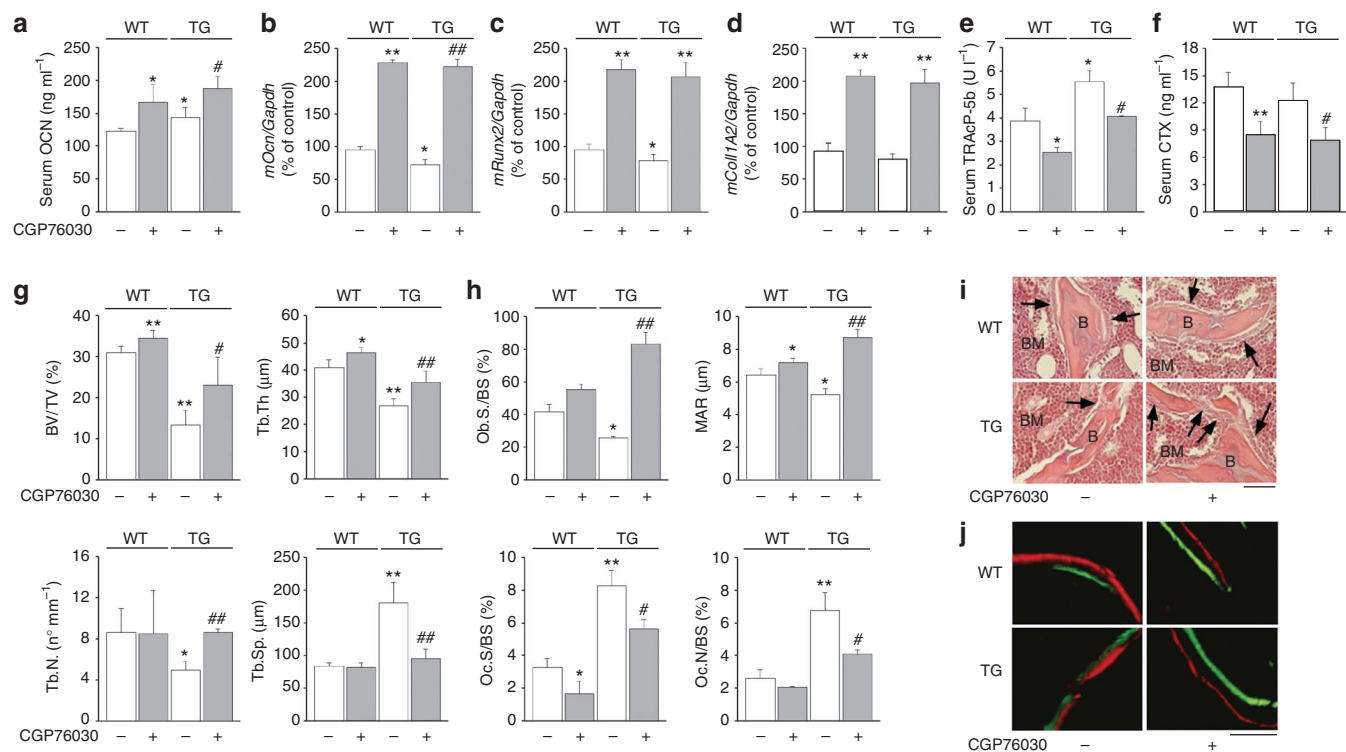 a
WT TG
Serum OCN (ng ml⁻¹)
250
200
150
100
50
0
* * #
CGP76030 – + – +
b
WT TG
mOcn/Gapdh
(% of control)
250
200
150
100
50
0
** * ##
– + – +
c
WT TG
mRunx2/Gapdh
(% of control)
250
200
150
100
50
0
** * **
– + – +
d
WT TG
mColl1A2/Gapdh
(% of control)
250
200
150
100
50
0
** **
– + – +
e
WT TG
Serum TRAcP-5b (U l⁻¹)
7
6
5
4
3
2
1
0
* * #
– + – +
f
WT TG
Serum CTX (ng ml⁻¹)
18
15
12
9
6
3
0
** #
– + – +
g
WT TG
BV/TV (%)
40
30
20
10
0
** ** #
CGP76030 – + – +
WT TG
Tb.Th (μm)
60
50
40
30
20
10
0
* ** ##
– + – +
h
WT TG
Ob.S./BS (%)
100
80
60
40
20
0
* ##
– + – +
WT TG
MAR (μm)
10
8
6
4
2
0
* * ##
– + – +
WT TG
Tb.N. (n° mm⁻¹)
16
12
8
4
0
* ##
CGP76030 – + – +
WT TG
Tb.Sp. (μm)
250
200
150
100
50
0
** ##
– + – +
WT TG
Oc.S/BS (%)
10
8
6
4
2
0
* ** #
– + – +
WT TG
Oc.N/BS (%)
10
8
6
4
2
0
** #
– + – +
i
WT
B
BM
B
BM
TG
BM
B
BM
B
CGP76030 – +
j
WT
TG
CGP76030 – +